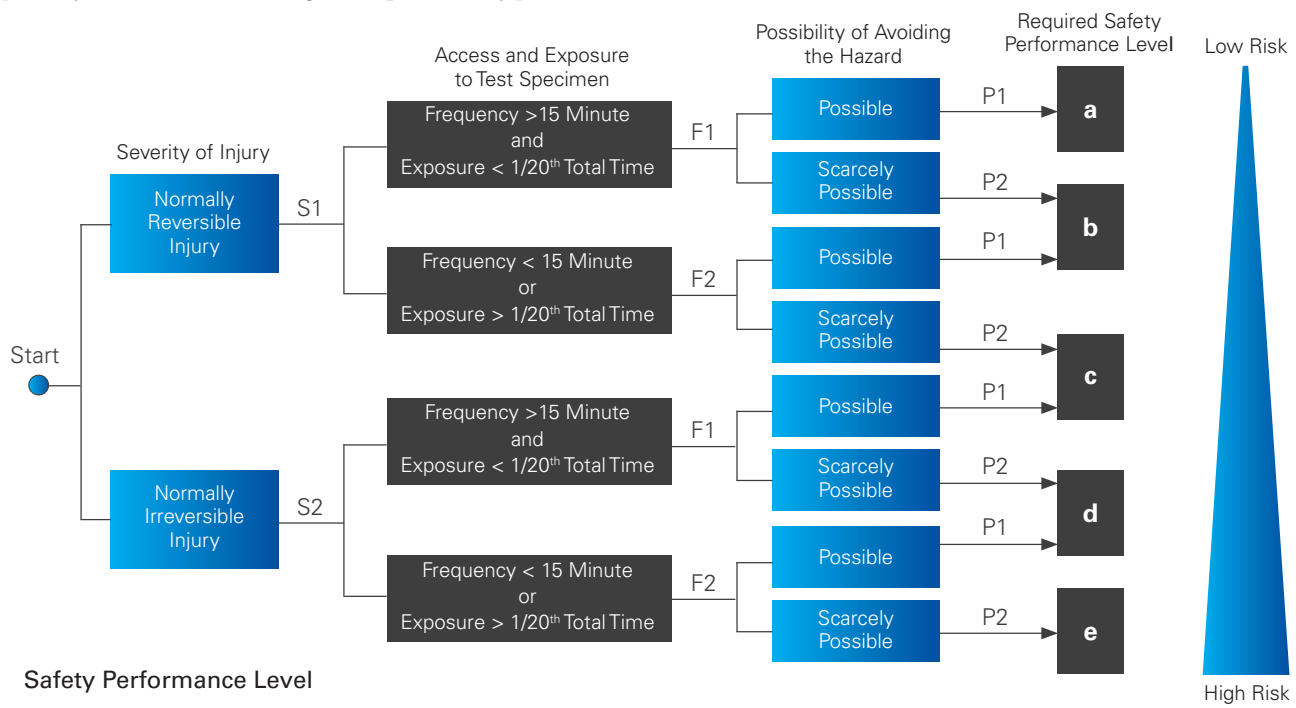 Possibility of Avoiding
the Hazard
Required Safety
Performance Level
Low Risk
Access and Exposure
to Test Specimen
Severity of Injury
Frequency >15 Minute
and
Exposure < 1/20th Total Time
F1
Possible
P1
a
Normally
Reversible
Injury
S1
Scarcely
Possible
P2
b
Frequency < 15 Minute
or
Exposure > 1/20th Total Time
F2
Possible
P1
Scarcely
Possible
P2
c
Start
Frequency >15 Minute
and
Exposure < 1/20th Total Time
F1
Possible
P1
Normally
Irreversible
Injury
S2
Scarcely
Possible
P2
d
Frequency < 15 Minute
or
Exposure > 1/20th Total Time
F2
Possible
P1
Scarcely
Possible
P2
e
Safety Performance Level
High Risk